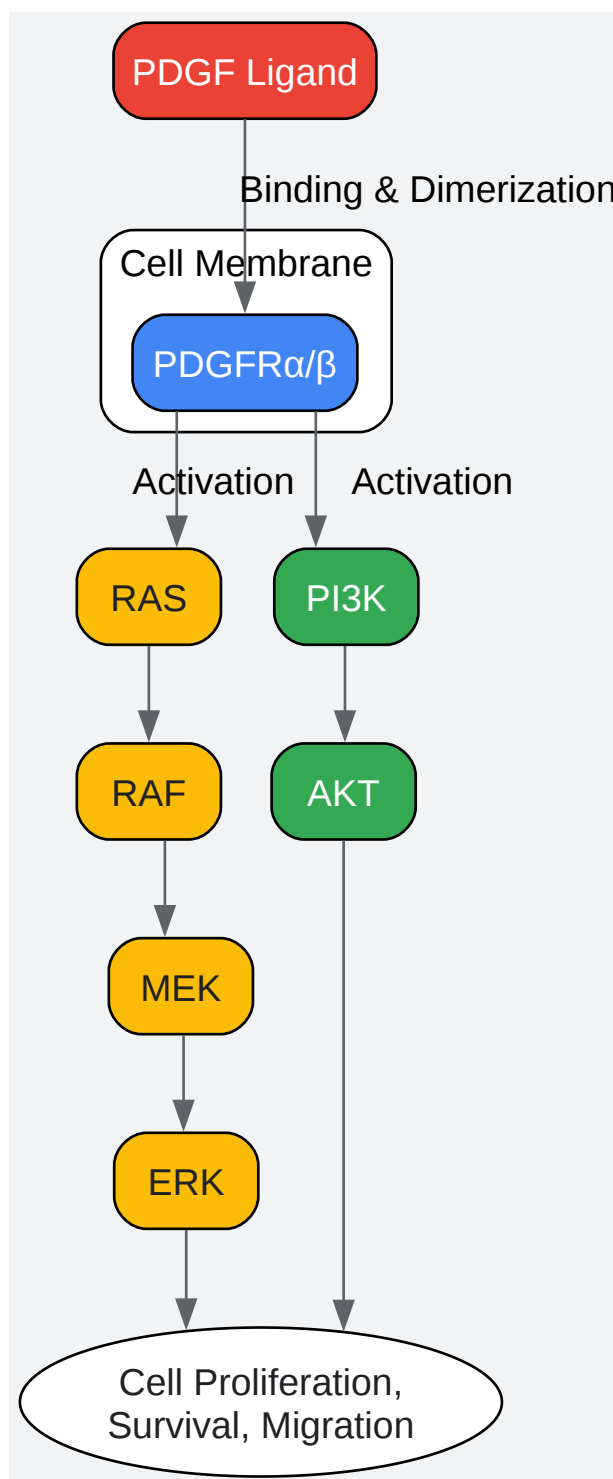 PDGF Ligand
Binding & Dimerization
Cell Membrane
PDGFRα/β
Activation
Activation
RAS
PI3K
RAF
AKT
MEK
ERK
Cell Proliferation,
Survival, Migration